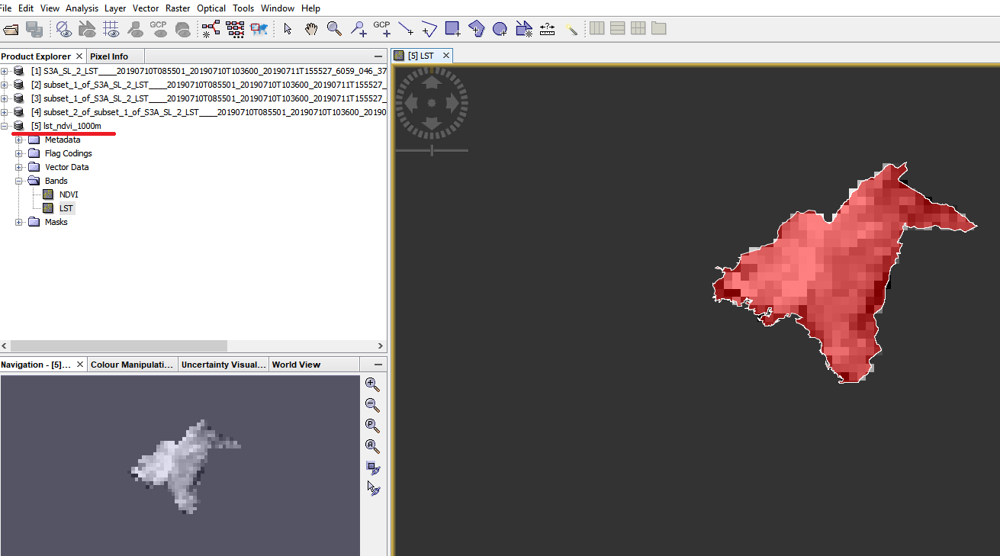 File Edit View Analysis Layer Vector Raster Optical Tools Window Help
GCP GCP
Product Explorer Pixel Info
[5] LST
[1] S3A_SL_2_LST____20190710T085501_20190710T103600_20190711T155527_6059_046_37
[2] subset_1_of_S3A_SL_2_LST____20190710T085501_20190710T103600_20190711T155527_
[3] subset_1_of_S3A_SL_2_LST____20190710T085501_20190710T103600_20190711T155527_
[4] subset_2_of_subset_1_of_S3A_SL_2_LST____20190710T085501_20190710T103600_20190
[5] lst_ndvi_1000m
Metadata
Flag Codings
Vector Data
Bands
NDVI
LST
Masks
Navigation - [5]... Colour Manipulati... Uncertainty Visual... World View